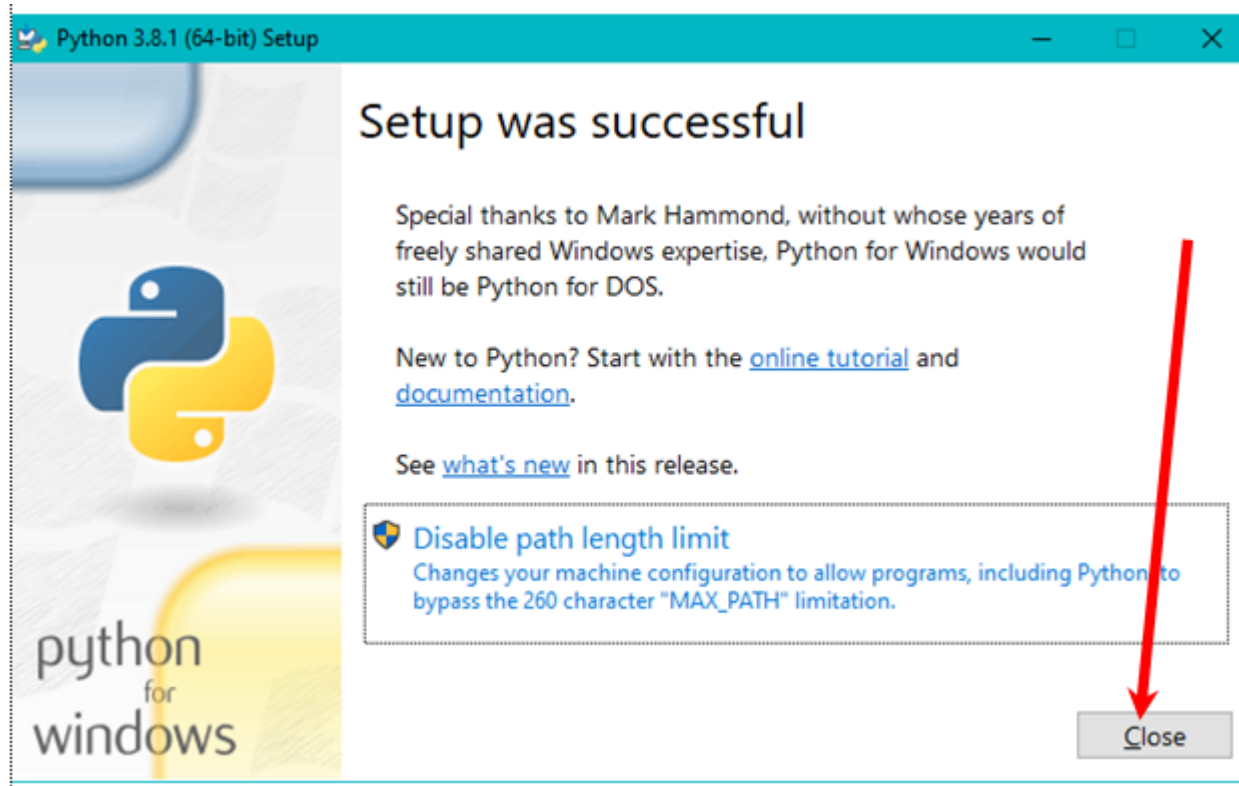 Python 3.8.1 (64-bit) Setup
Setup was successful
Special thanks to Mark Hammond, without whose years of
freely shared Windows expertise, Python for Windows would
still be Python for DOS.
New to Python? Start with the online tutorial and
documentation.
See what's new in this release.
Disable path length limit
Changes your machine configuration to allow programs, including Python, to
bypass the 260 character "MAX_PATH" limitation.
python
for
windows
Close